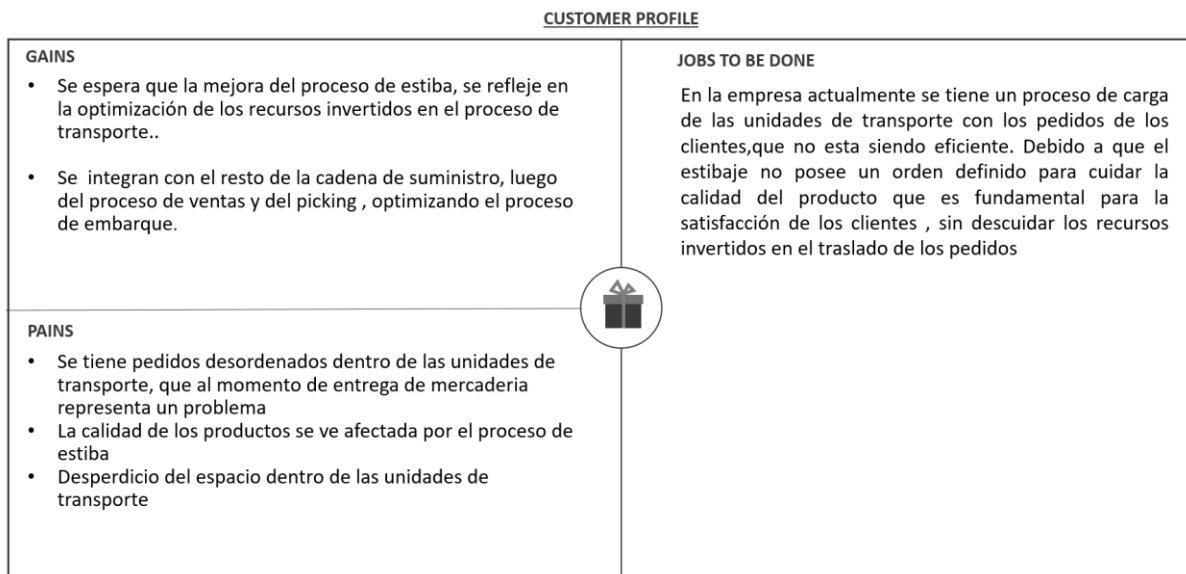 CUSTOMER PROFILE
GAINS
• Se espera que la mejora del proceso de estiba, se refleje en
la optimización de los recursos invertidos en el proceso de
transporte..
• Se integran con el resto de la cadena de suministro, luego
del proceso de ventas y del picking , optimizando el proceso
de embarque.
PAINS
• Se tiene pedidos desordenados dentro de las unidades de
transporte, que al momento de entrega de mercaderia
representa un problema
• La calidad de los productos se ve afectada por el proceso de
estiba
• Desperdicio del espacio dentro de las unidades de
transporte
JOBS TO BE DONE
En la empresa actualmente se tiene un proceso de carga
de las unidades de transporte con los pedidos de los
clientes,que no esta siendo eficiente. Debido a que el
estibaje no posee un orden definido para cuidar la
calidad del producto que es fundamental para la
satisfacción de los clientes , sin descuidar los recursos
invertidos en el traslado de los pedidos